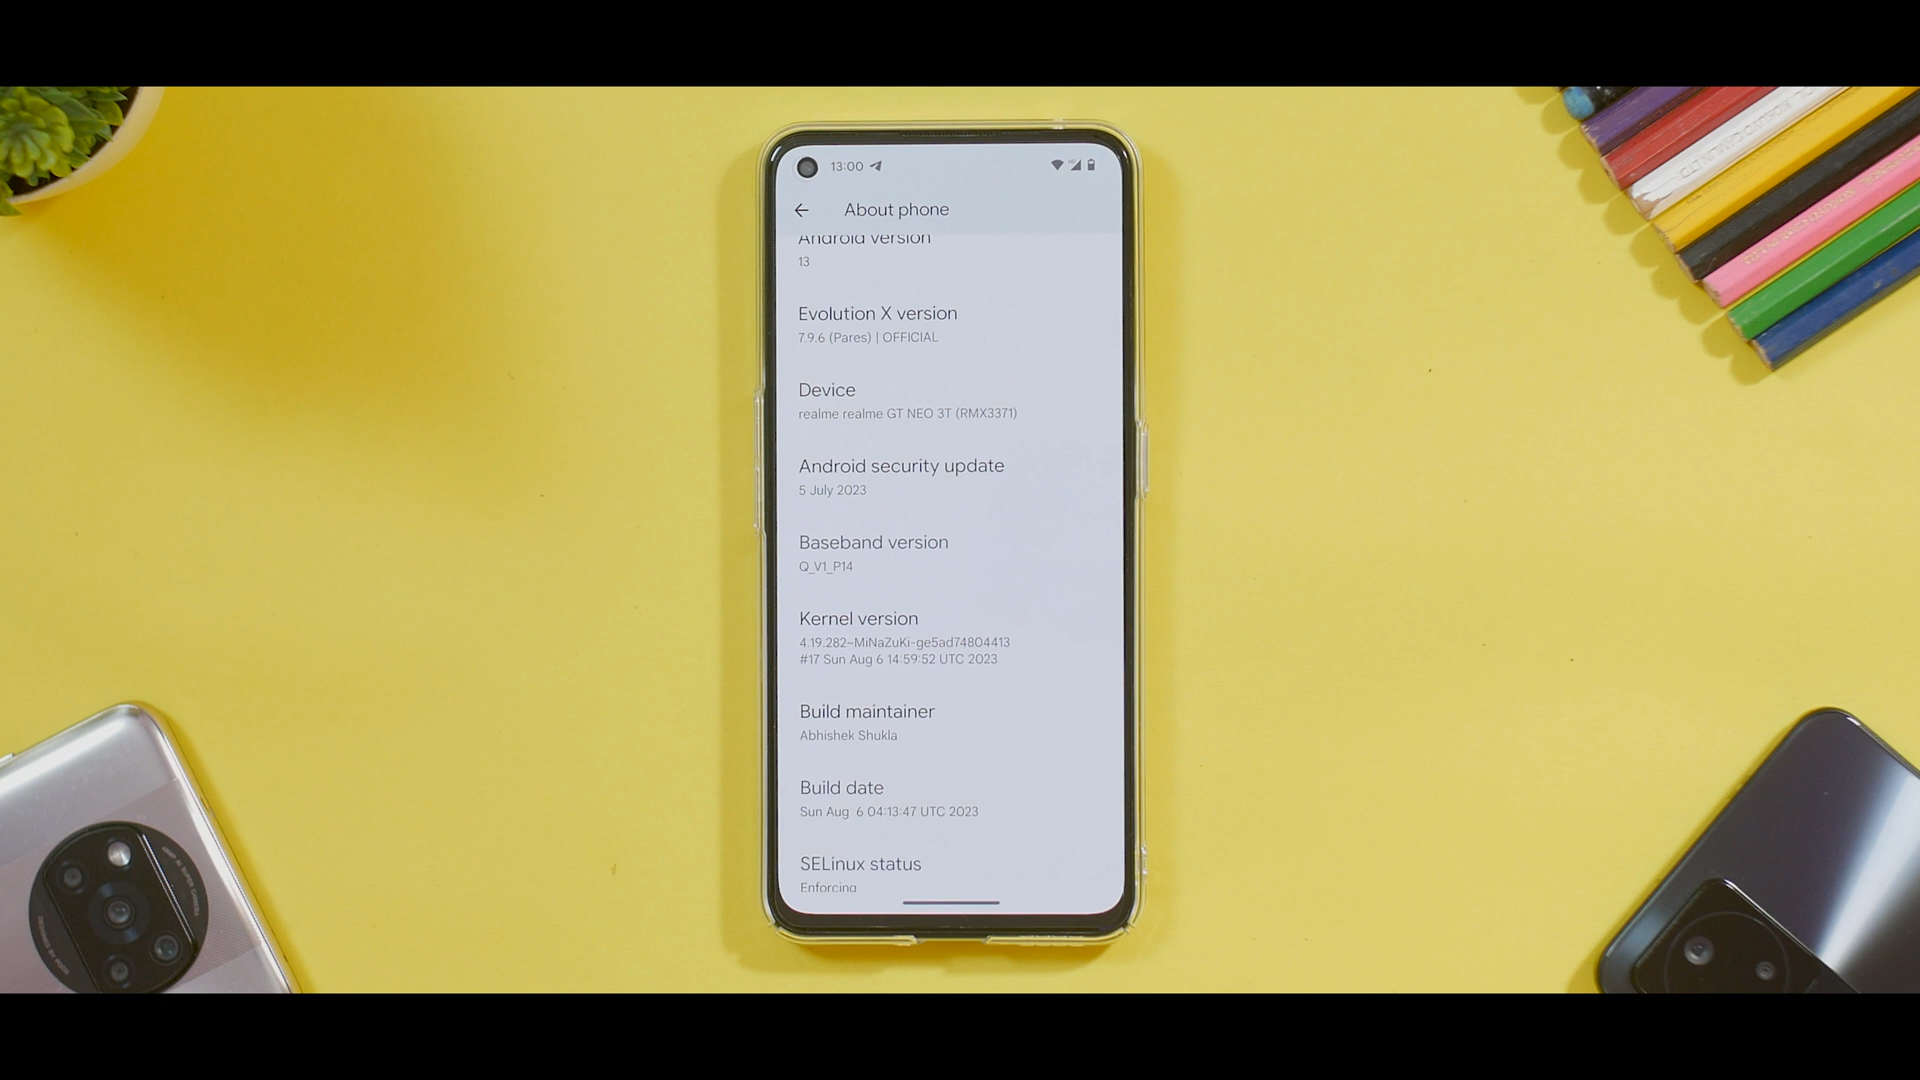 13:00
About phone
Android version
13
Evolution X version
7.9.6 (Pares) | OFFICIAL
Device
realme realme GT NEO 3T (RMX3371)
Android security update
5 July 2023
Baseband version
Q_V1_P14
Kernel version
4.19.282-MiNaZuKi-ge5ad74804413
#17 Sun Aug 6 14:59:52 UTC 2023
Build maintainer
Abhishek Shukla
Build date
Sun Aug  6 04:13:47 UTC 2023
SELinux status
Enforcing